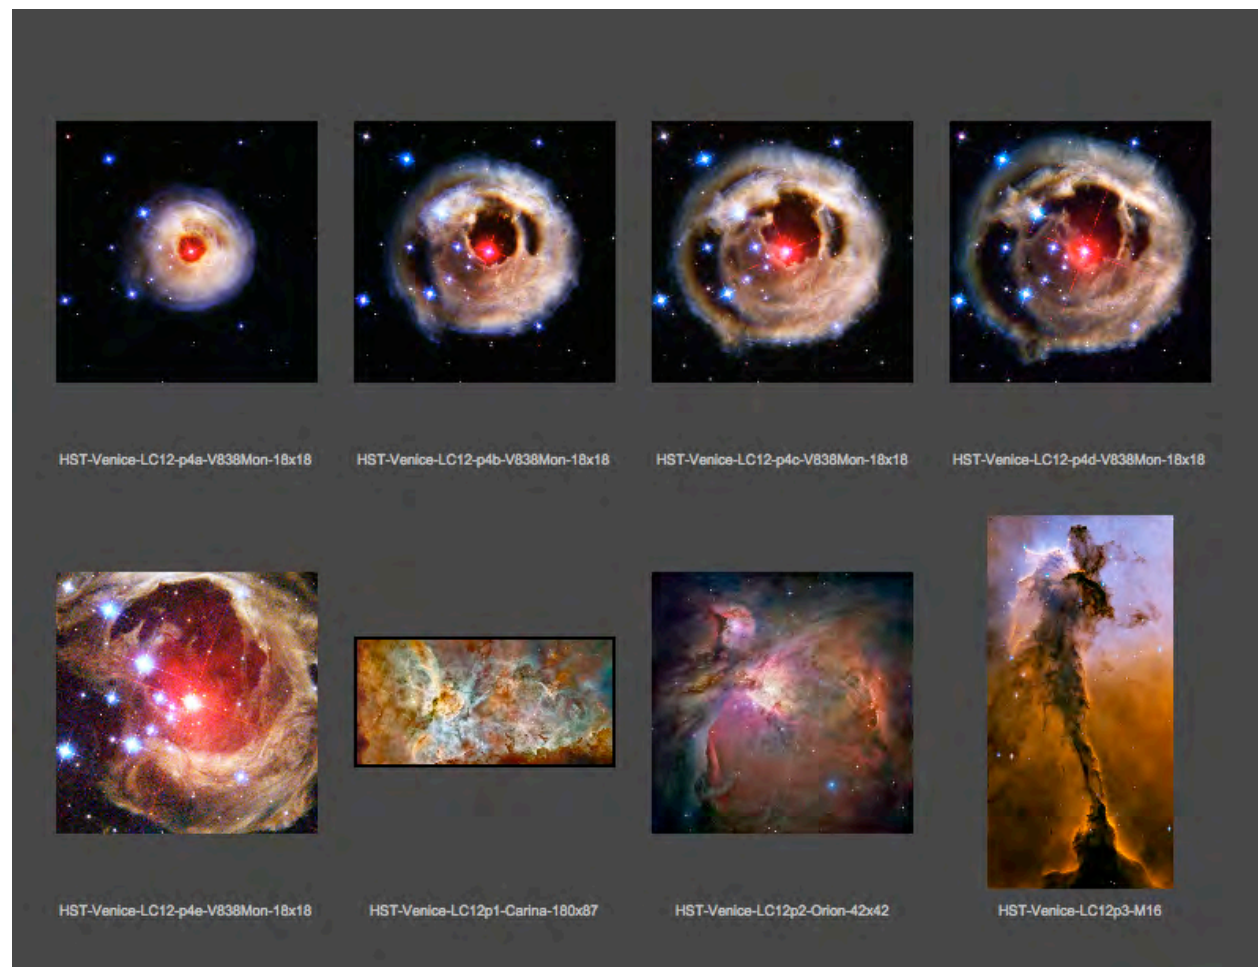 HST-Venice-LC12-p4a-V838Mon-18x18
HST-Venice-LC12-p4b-V838Mon-18x18
HST-Venice-LC12-p4c-V838Mon-18x18
HST-Venice-LC12-p4d-V838Mon-18x18
HST-Venice-LC12-p4e-V838Mon-18x18
HST-Venice-LC12p1-Carina-180x87
HST-Venice-LC12p2-Orion-42x42
HST-Venice-LC12p3-M16